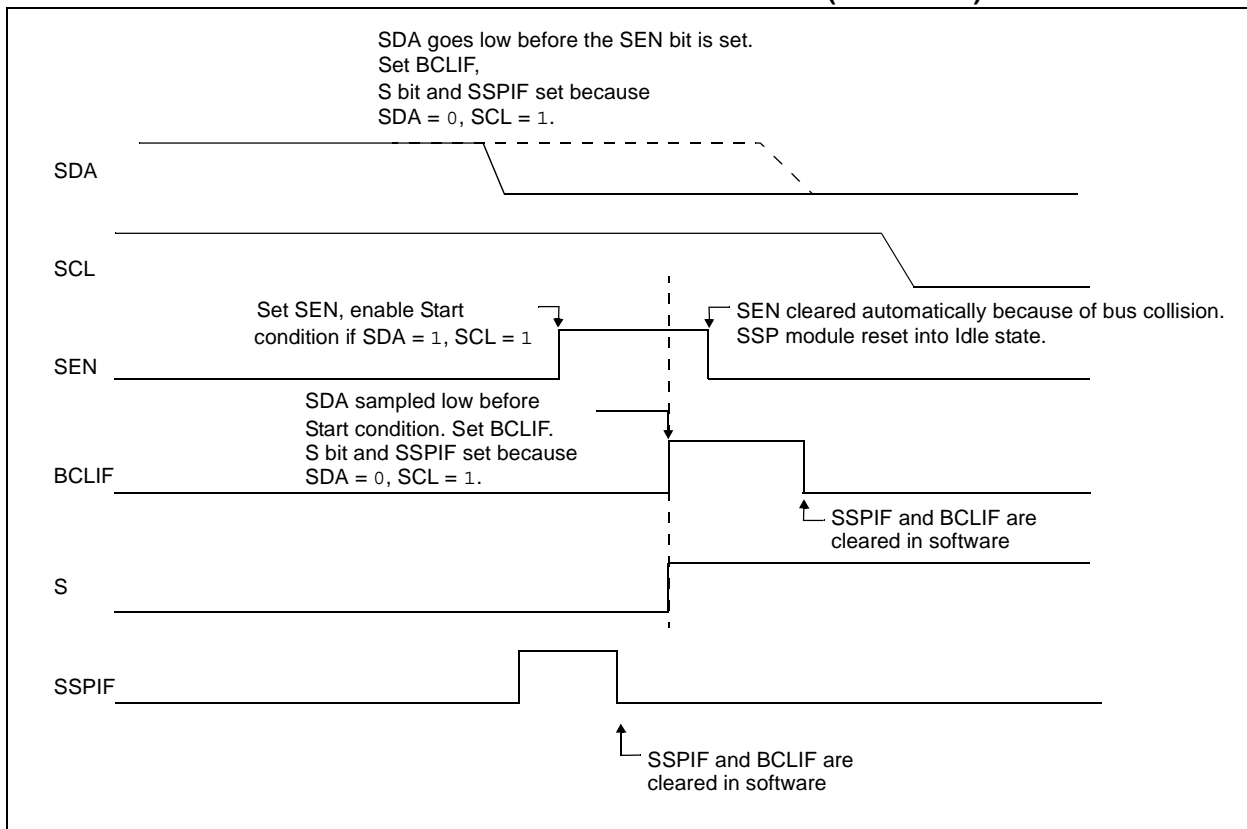 SDA goes low before the SEN bit is set.
Set BCLIF,
S bit and SSPIF set because
SDA = 0, SCL = 1.
SDA
SCL
Set SEN, enable Start
condition if SDA = 1, SCL = 1
SEN cleared automatically because of bus collision.
SSP module reset into Idle state.
SEN
SDA sampled low before
Start condition. Set BCLIF.
S bit and SSPIF set because
SDA = 0, SCL = 1.
BCLIF
SSPIF and BCLIF are
cleared in software
S
SSPIF
SSPIF and BCLIF are
cleared in software